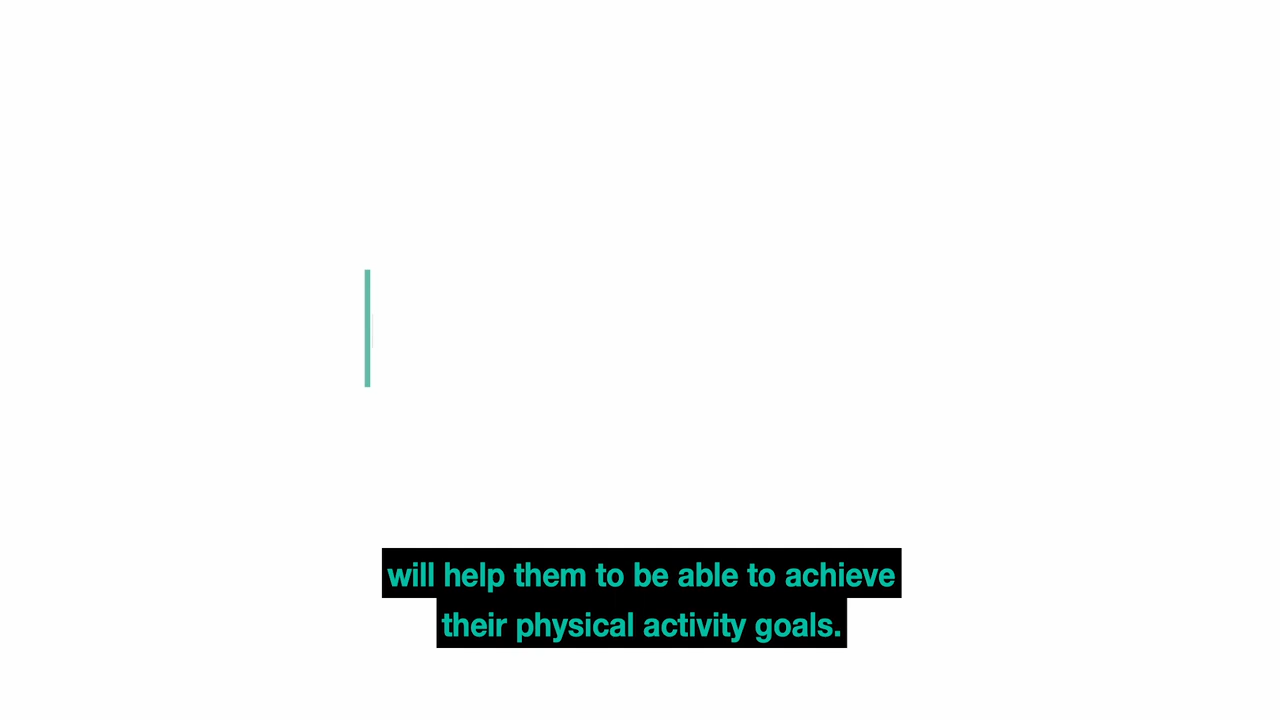 will help them to be able to achieve
their physical activity goals.